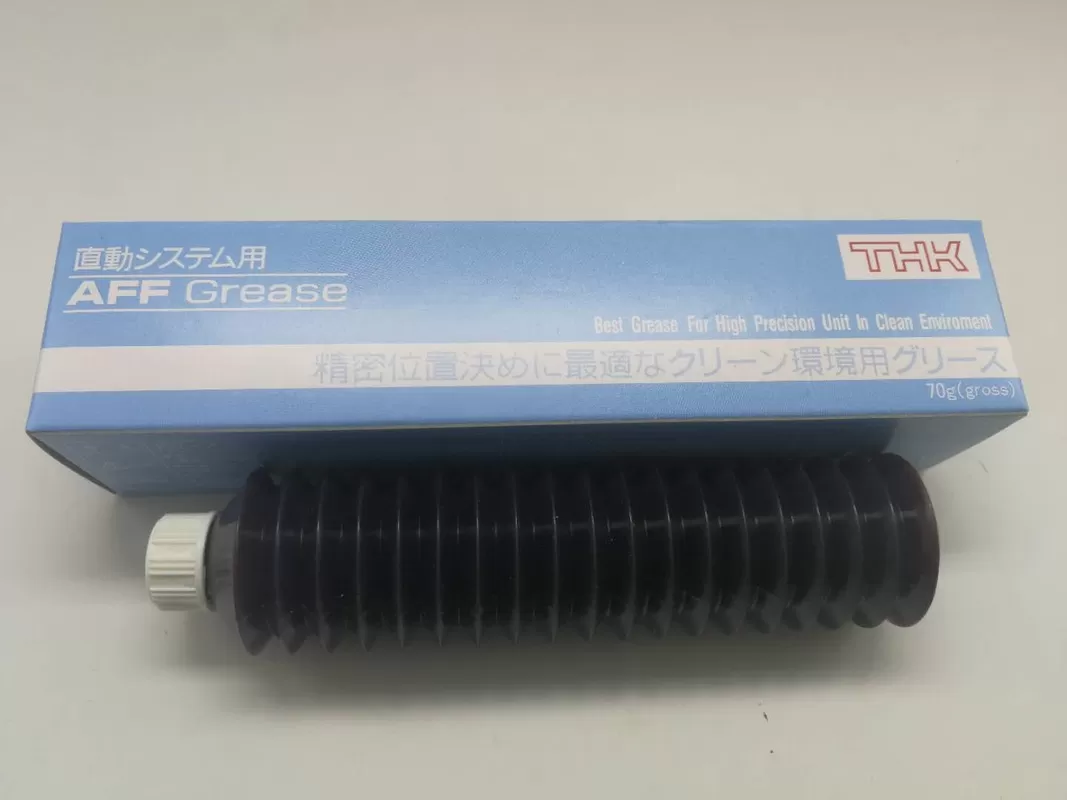 直動システム用
AFF Grease
THK
Best Grease For High Precision Unit In Clean Enviroment
精密位置決めに最適なクリーン環境用グリース
70g(gross)